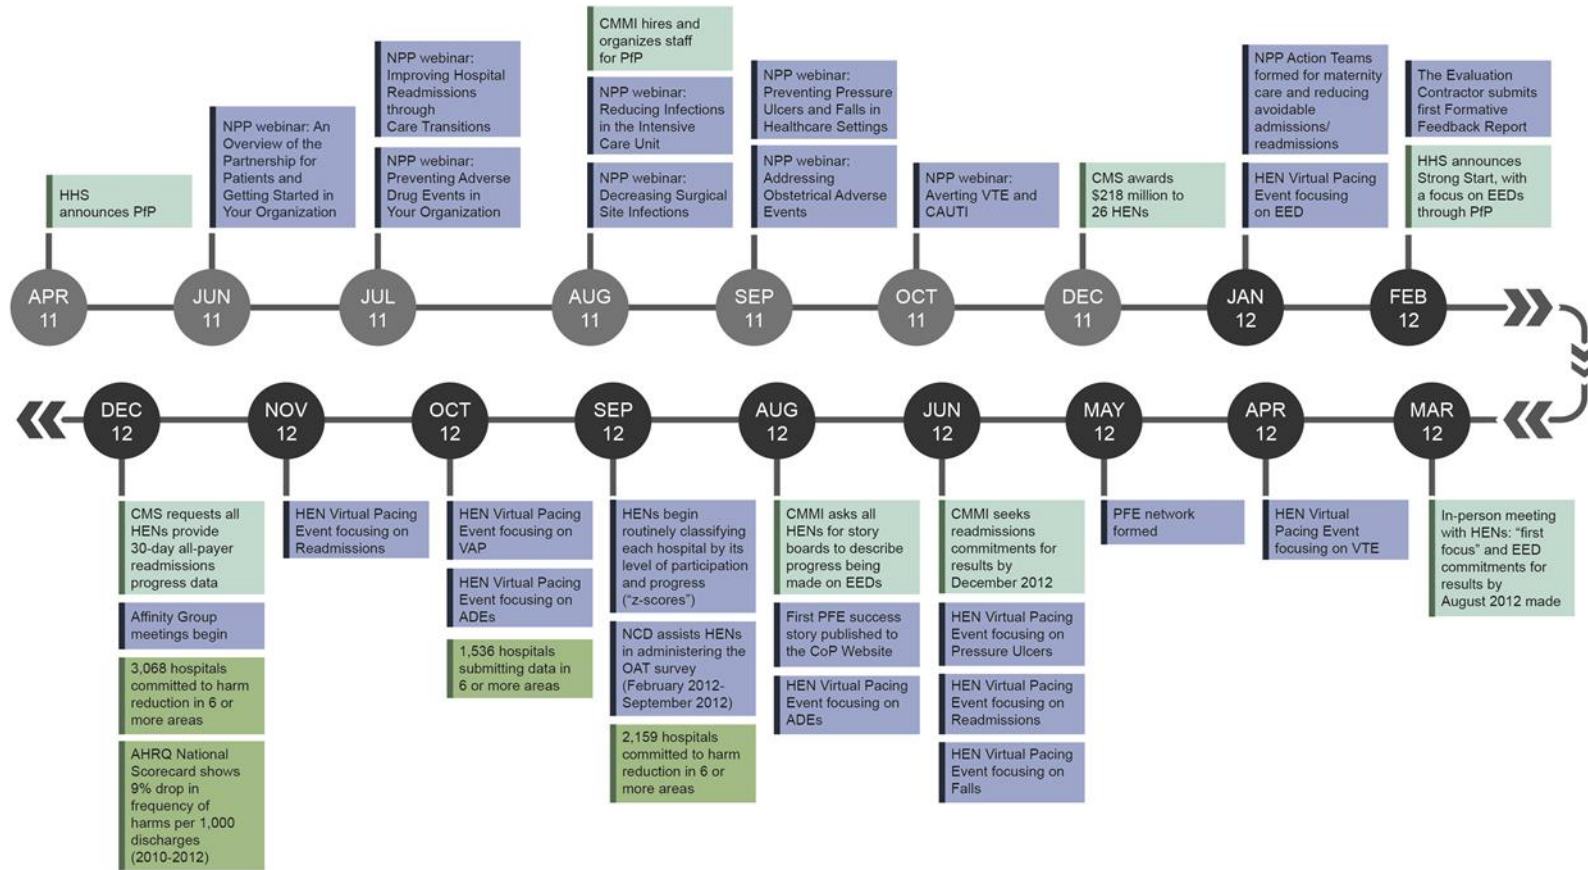 HHS
announces PfP
NPP webinar: An
Overview of the
Partnership for
Patients and
Getting Started in
Your Organization
NPP webinar:
Improving Hospital
Readmissions
through
Care Transitions
NPP webinar:
Preventing Adverse
Drug Events in
Your Organization
CMMI hires and
organizes staff
for PfP
NPP webinar:
Reducing Infections
in the Intensive
Care Unit
NPP webinar:
Decreasing Surgical
Site Infections
NPP webinar:
Preventing Pressure
Ulcers and Falls in
Healthcare Settings
NPP webinar:
Addressing
Obstetrical Adverse
Events
NPP webinar:
Averting VTE and
CAUTI
CMS awards
$218 million to
26 HENs
NPP Action Teams
formed for maternity
care and reducing
avoidable
admissions/
readmissions
HEN Virtual Pacing
Event focusing
on EED
The Evaluation
Contractor submits
first Formative
Feedback Report
HHS announces
Strong Start, with
a focus on EEDs
through PfP
APR
11
JUN
11
JUL
11
AUG
11
SEP
11
OCT
11
DEC
11
JAN
12
FEB
12
DEC
12
NOV
12
OCT
12
SEP
12
AUG
12
JUN
12
MAY
12
APR
12
MAR
12
CMS requests all
HENs provide
30-day all-payer
readmissions
progress data
Affinity Group
meetings begin
3,068 hospitals
committed to harm
reduction in 6 or
more areas
AHRQ National
Scorecard shows
9% drop in
frequency of
harms per 1,000
discharges
(2010-2012)
HEN Virtual Pacing
Event focusing on
Readmissions
HEN Virtual Pacing
Event focusing on
VAP
HEN Virtual Pacing
Event focusing on
ADEs
1,536 hospitals
submitting data in
6 or more areas
HENs begin
routinely classifying
each hospital by its
level of participation
and progress
("z-scores")
NCD assists HENs
in administering the
OAT survey
(February 2012-
September 2012)
2,159 hospitals
committed to harm
reduction in 6 or
more areas
CMMI asks all
HENs for story
boards to describe
progress being
made on EEDs
First PFE success
story published to
the CoP Website
HEN Virtual Pacing
Event focusing on
ADEs
CMMI seeks
readmissions
commitments for
results by
December 2012
HEN Virtual Pacing
Event focusing on
Pressure Ulcers
HEN Virtual Pacing
Event focusing on
Readmissions
HEN Virtual Pacing
Event focusing on
Falls
PFE network
formed
HEN Virtual
Pacing Event
focusing on VTE
In-person meeting
with HENs: “first
focus” and EED
commitments for
results by
August 2012 made